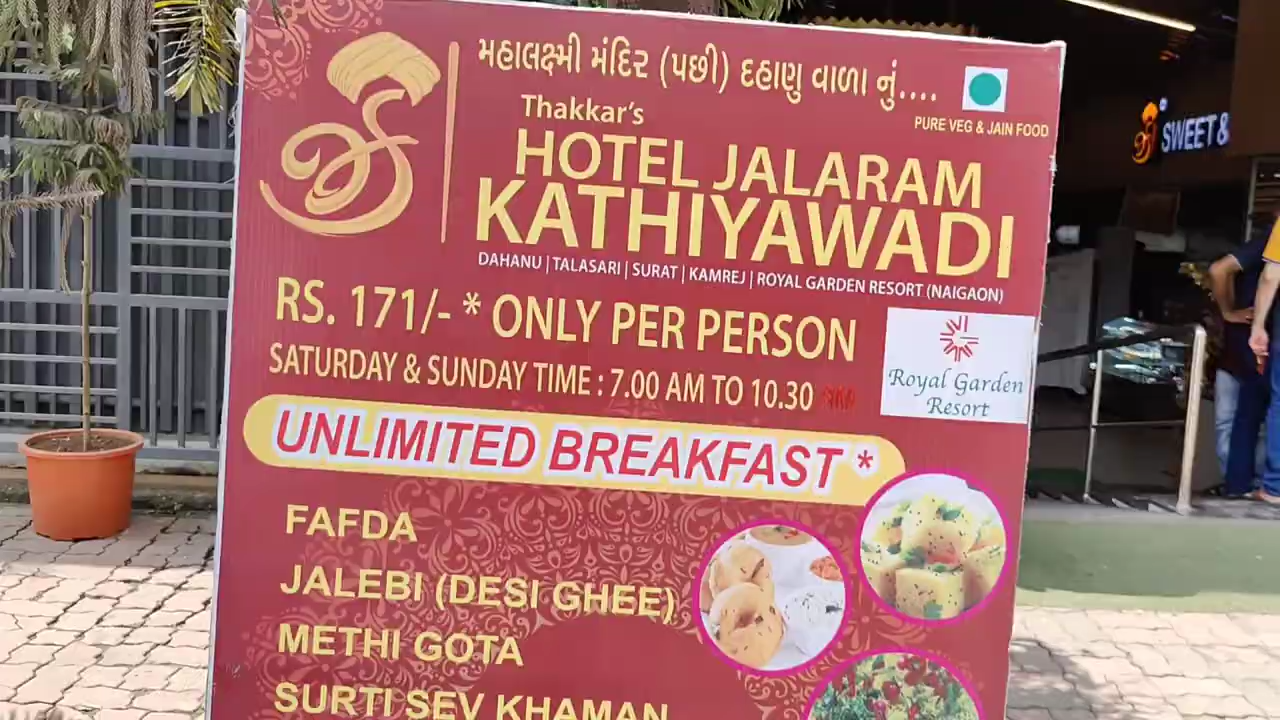 મહાલક્ષ્મી મંદિર (પછી) દહાણુ વાળા નું....
Thakkar's
PURE VEG & JAIN FOOD
HOTEL JALARAM
KATHIYAWADI
DAHANU | TALASARI | SURAT | KAMREJ | ROYAL GARDEN RESORT (NAIGAON)
RS. 171/- * ONLY PER PERSON
SATURDAY & SUNDAY TIME : 7.00 AM TO 10.30
Royal Garden
Resort
UNLIMITED BREAKFAST *
FAFDA
JALEBI (DESI GHEE)
METHI GOTA
SURTI SEV KHAMAN
SWEET &